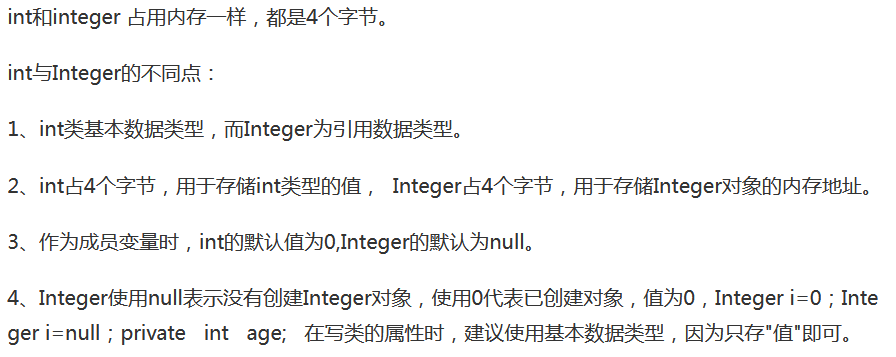 int和integer 占用内存一样，都是4个字节。
int与Integer的不同点：
1、int类基本数据类型，而Integer为引用数据类型。
2、int占4个字节，用于存储int类型的值， Integer占4个字节，用于存储Integer对象的内存地址。
3、作为成员变量时，int的默认值为0,Integer的默认为null。
4、Integer使用null表示没有创建Integer对象，使用0代表已创建对象，值为0，Integer i=0；Inte
ger i=null；private int age; 在写类的属性时，建议使用基本数据类型，因为只存"值"即可。